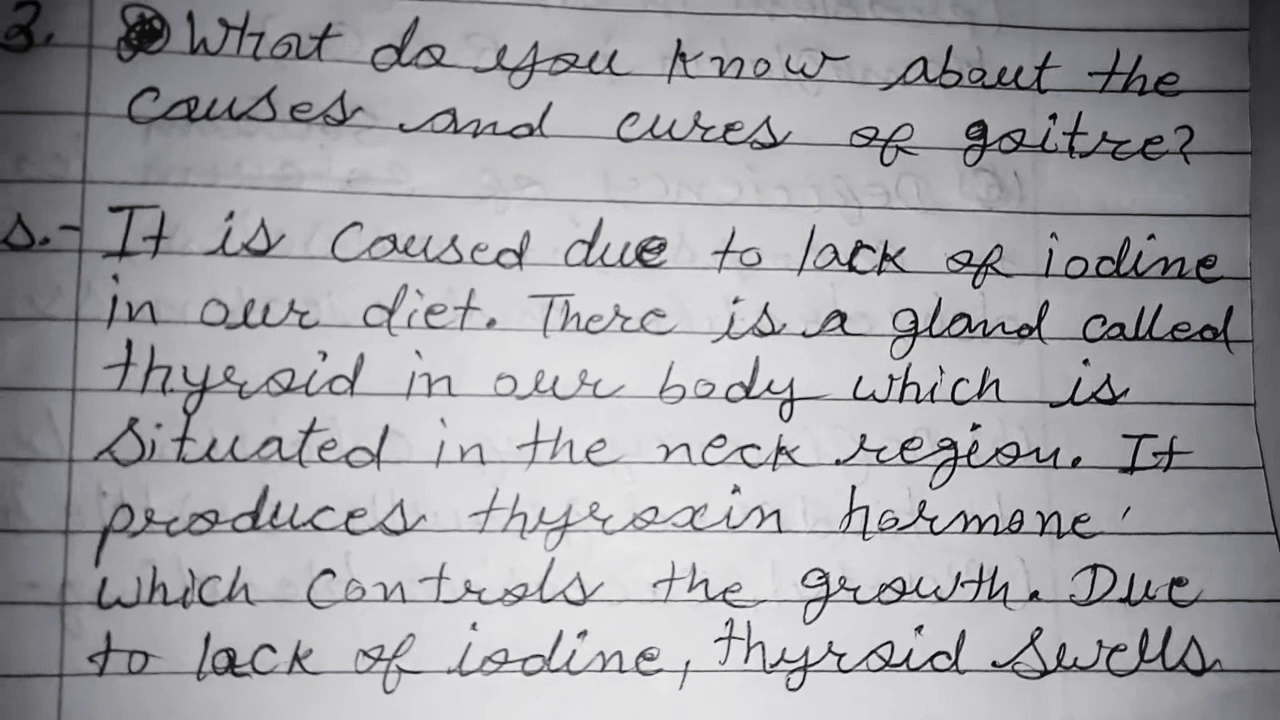 3. What do you know about the
causes and cures of goitre?
s.- It is caused due to lack of iodine
in our diet. There is a gland called
thyroid in our body which is
situated in the neck region. It
produces thyroxin hormone
which controls the growth. Due
to lack of iodine, thyroid swells